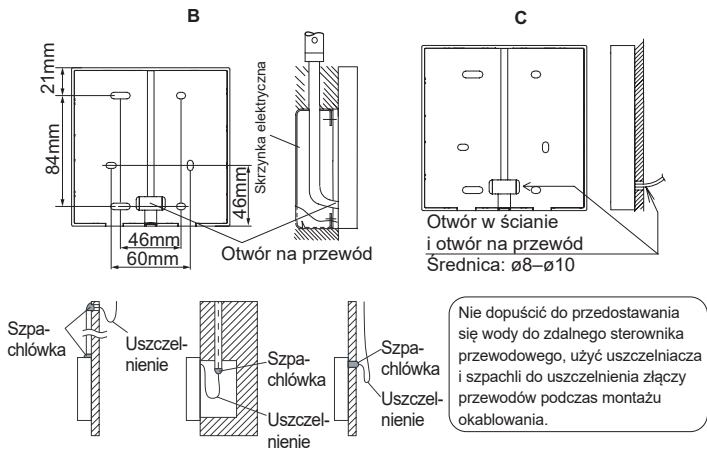 B
21mm
84mm
46mm
60mm
46mm
Skrzynka elektryczna
Otwór na przewód
C
Otwór w ścianie
i otwór na przewód
Średnica: ø8–ø10
Szpa-
chlówka
Uszczel-
nienie
Szpa-
chlówka
Uszczel-
nienie
Szpa-
chlówka
Uszczel-
nienie
Nie dopuścić do przedostawania
się wody do zdalnego sterownika
przewodowego, użyć uszczelniacza
i szpachli do uszczelnienia złączy
przewodów podczas montażu
okablowania.